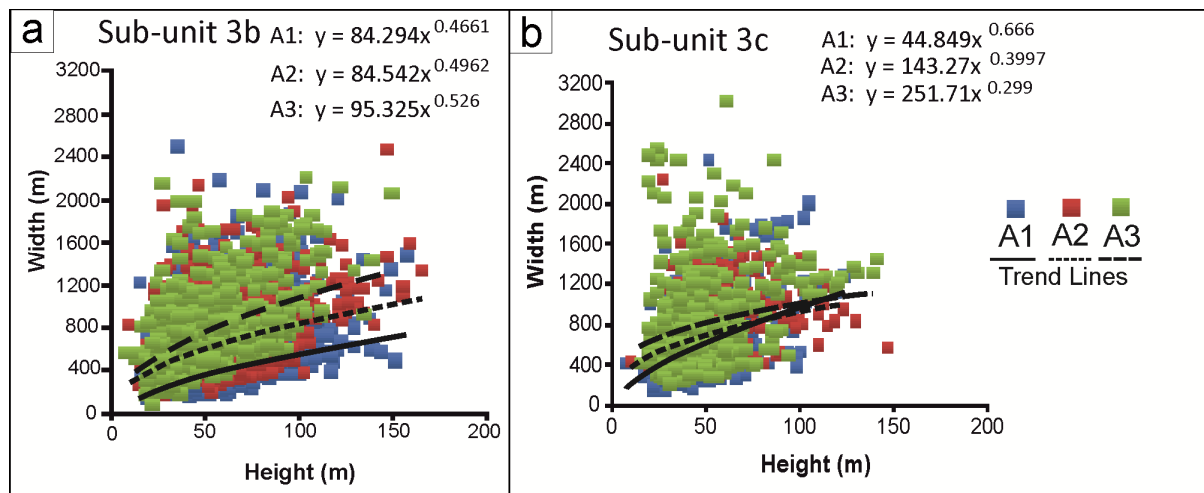 a Sub-unit 3b A1: y = 84.294x^0.4661
A2: y = 84.542x^0.4962
A3: y = 95.325x^0.526
3200
2800
2400
2000
1600
1200
800
400
0
Width (m)
0 50 100 150 200
Height (m)
b Sub-unit 3c A1: y = 44.849x^0.666
A2: y = 143.27x^0.3997
A3: y = 251.71x^0.299
3200
2800
2400
2000
1600
1200
800
400
0
Width (m)
0 50 100 150 200
Height (m)
A1 A2 A3
Trend Lines